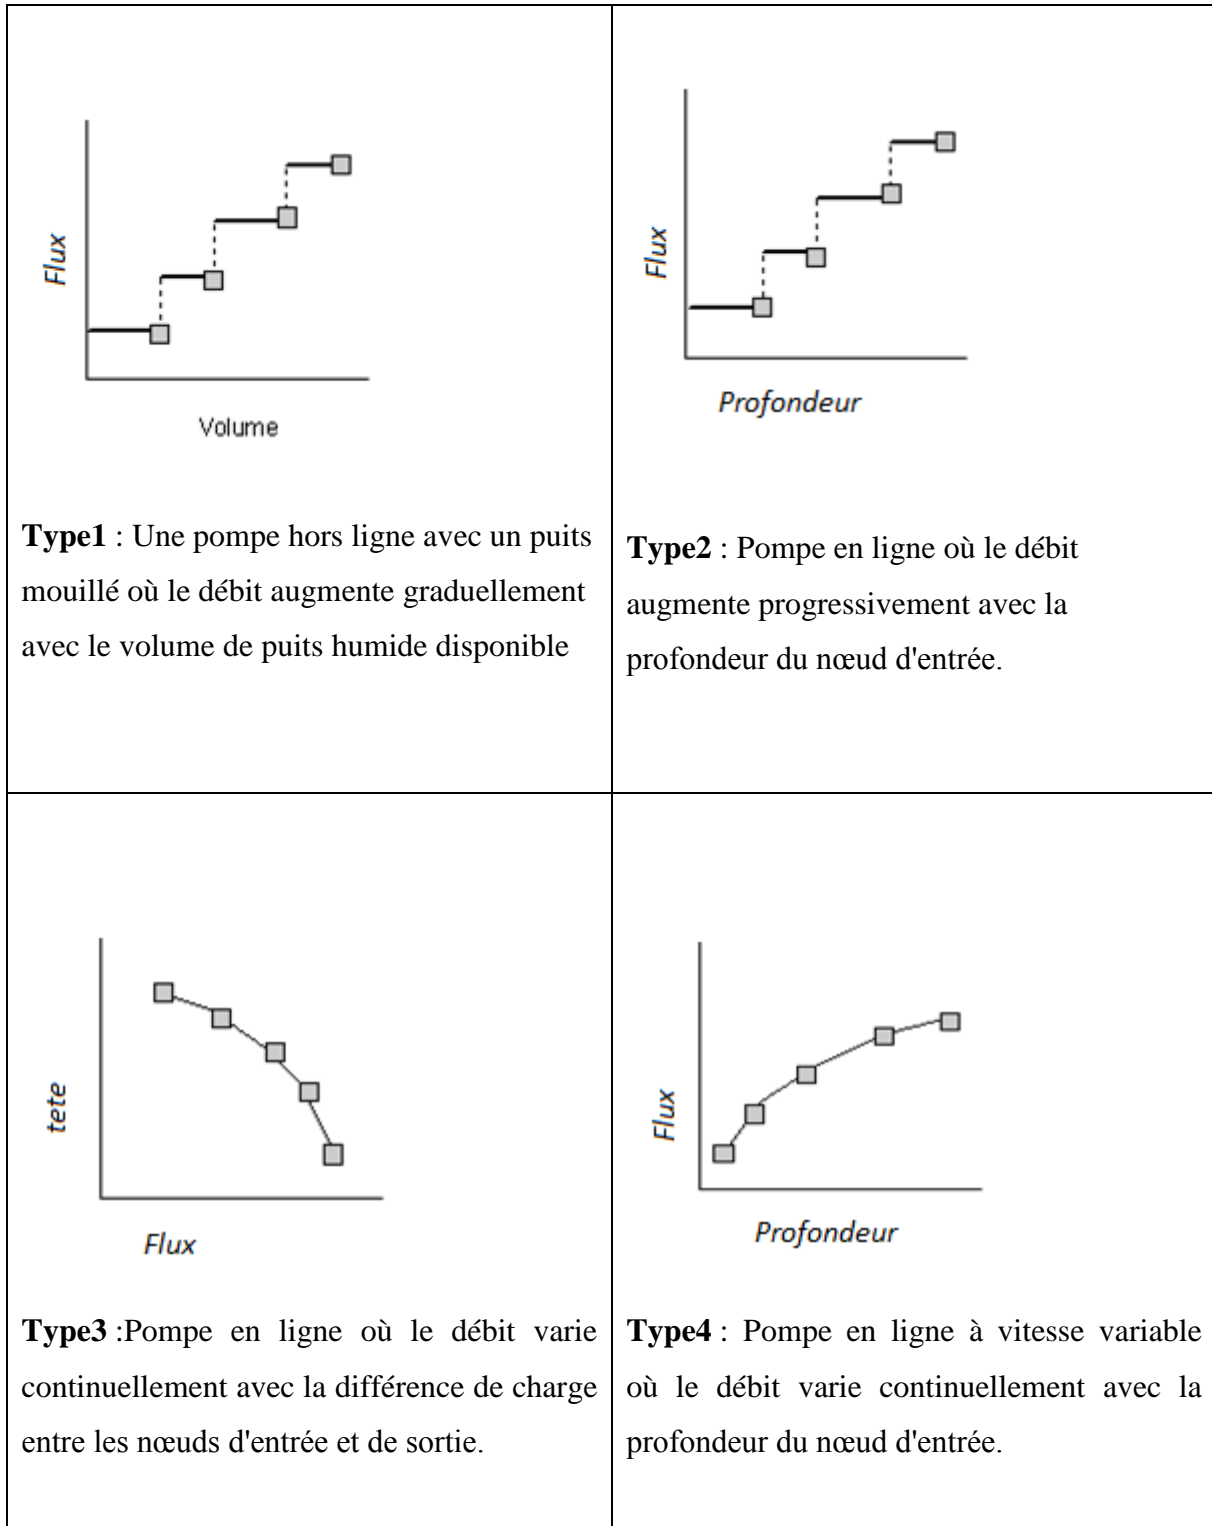 Flux
Volume
Type1 : Une pompe hors ligne avec un puits
mouillé où le débit augmente graduellement
avec le volume de puits humide disponible
Flux
Profondeur
Type2 : Pompe en ligne où le débit
augmente progressivement avec la
profondeur du nœud d'entrée.
tete
Flux
Type3 :Pompe en ligne où le débit varie
continuellement avec la différence de charge
entre les nœuds d'entrée et de sortie.
Flux
Profondeur
Type4 : Pompe en ligne à vitesse variable
où le débit varie continuellement avec la
profondeur du nœud d'entrée.